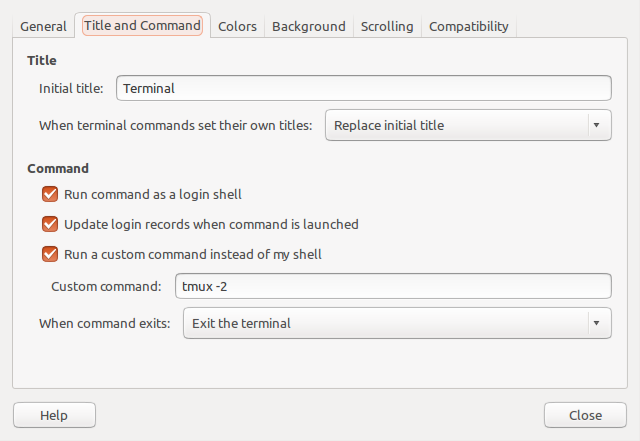 General Title and Command Colors Background Scrolling Compatibility
Title
Initial title: Terminal
When terminal commands set their own titles: Replace initial title
Command
Run command as a login shell
Update login records when command is launched
Run a custom command instead of my shell
Custom command: tmux -2
When command exits: Exit the terminal
Help Close